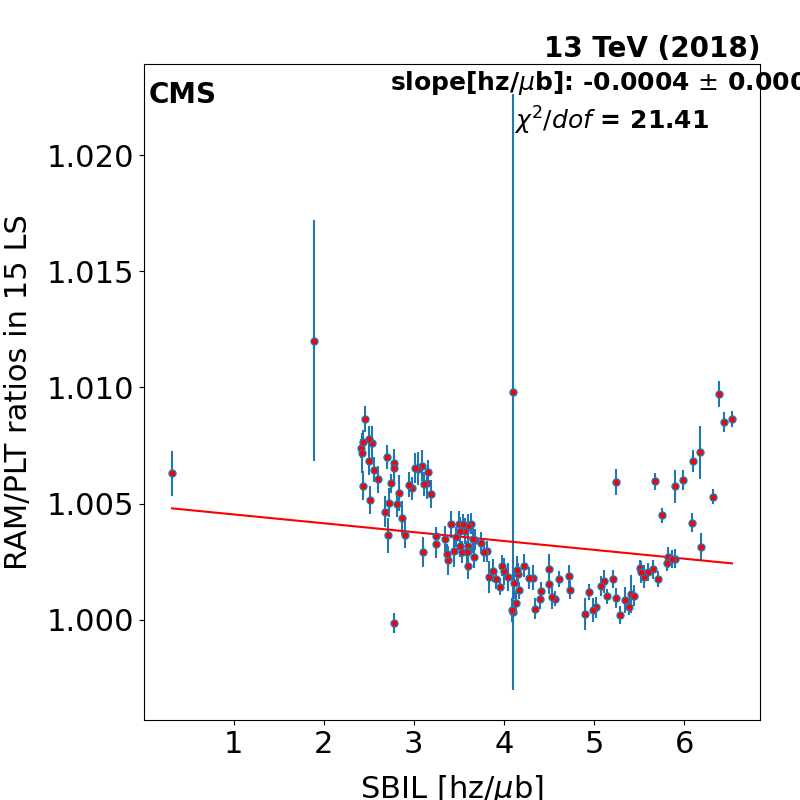 13 TeV (2018)
slope[hz/μb]: -0.0004 ± 0.000
CMS
χ²/dof = 21.41
RAM/PLT ratios in 15 LS
1.020
1.015
1.010
1.005
1.000
1 2 3 4 5 6
SBIL [hz/μb]